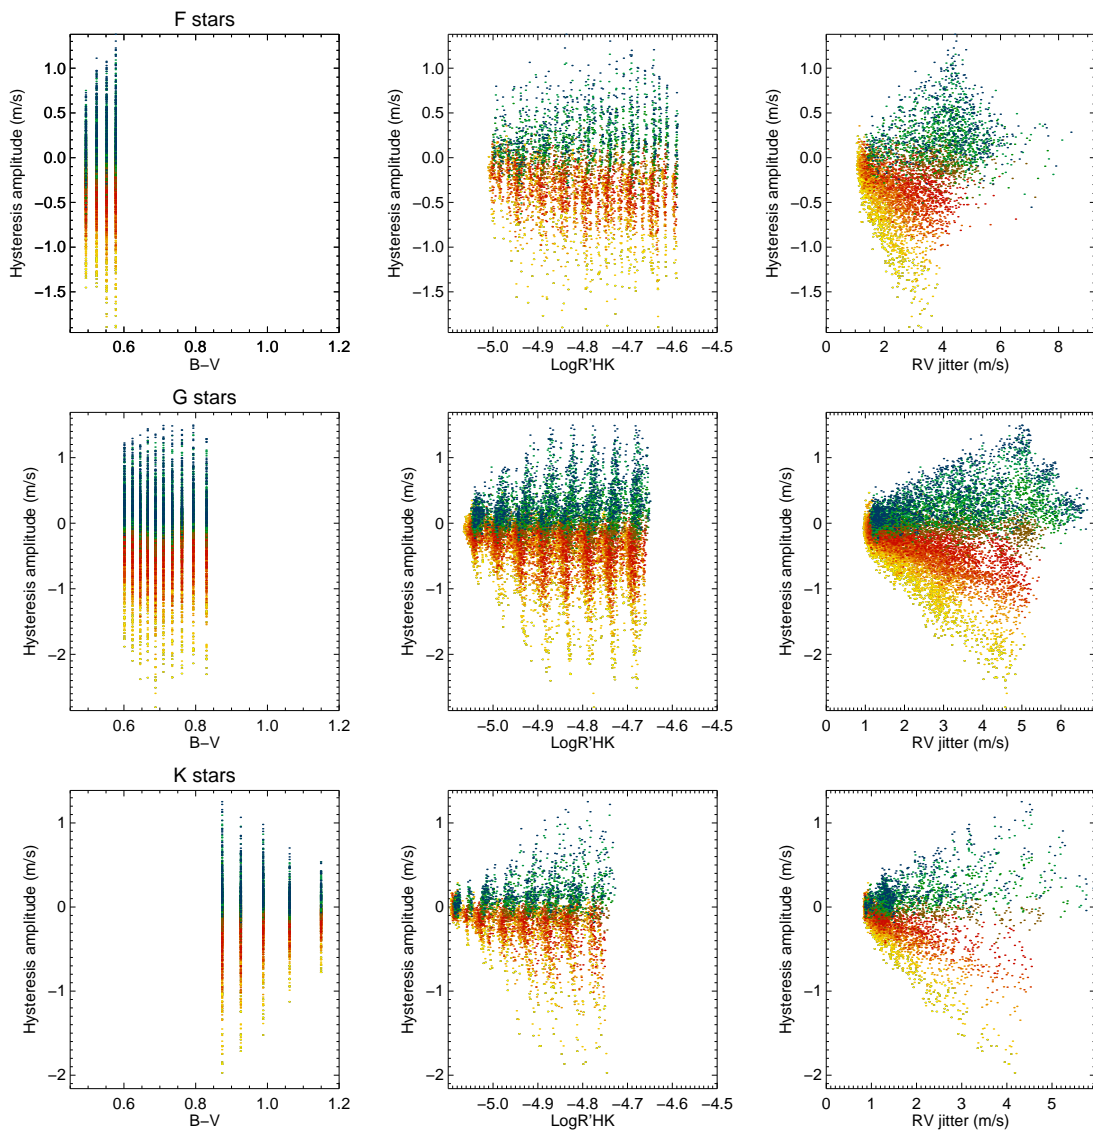 F stars
Hysteresis amplitude (m/s)
1.0
0.5
0.0
−0.5
−1.0
−1.5
0.6 0.8 1.0 1.2
B−V
Hysteresis amplitude (m/s)
1.0
0.5
0.0
−0.5
−1.0
−1.5
−5.0 −4.9 −4.8 −4.7 −4.6 −4.5
LogR'HK
Hysteresis amplitude (m/s)
1.0
0.5
0.0
−0.5
−1.0
−1.5
0 2 4 6 8
RV jitter (m/s)
G stars
Hysteresis amplitude (m/s)
1
0
−1
−2
0.6 0.8 1.0 1.2
B−V
Hysteresis amplitude (m/s)
1
0
−1
−2
−5.0 −4.9 −4.8 −4.7 −4.6 −4.5
LogR'HK
Hysteresis amplitude (m/s)
1
0
−1
−2
0 1 2 3 4 5 6
RV jitter (m/s)
K stars
Hysteresis amplitude (m/s)
1
0
−1
−2
0.6 0.8 1.0 1.2
B−V
Hysteresis amplitude (m/s)
1
0
−1
−2
−5.0 −4.9 −4.8 −4.7 −4.6 −4.5
LogR'HK
Hysteresis amplitude (m/s)
1
0
−1
−2
0 1 2 3 4 5
RV jitter (m/s)